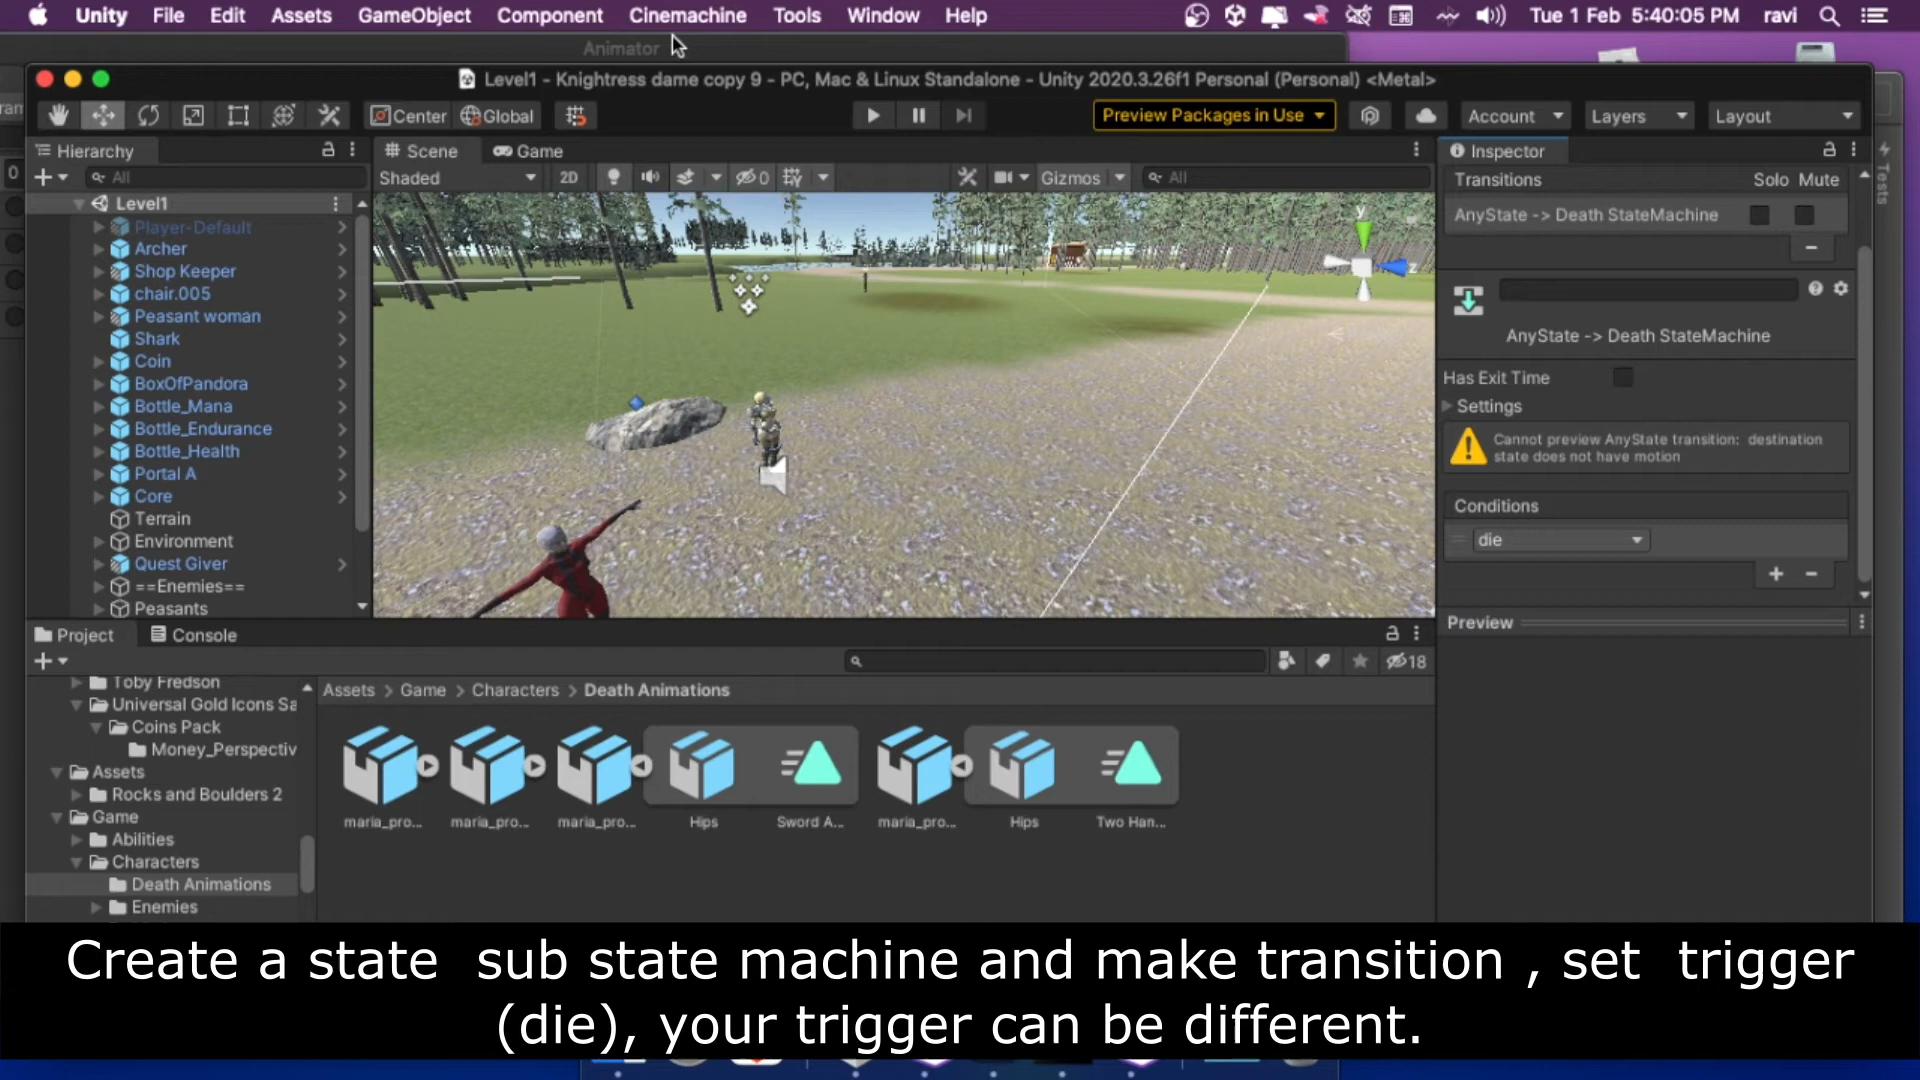 Unity File Edit Assets GameObject Component Cinemachine Tools Window Help Tue 1 Feb 5:40:05 PM ravi
Animator
Level1 - Knightress dame copy 9 - PC, Mac & Linux Standalone - Unity 2020.3.26f1 Personal (Personal) <Metal>
Center Global Preview Packages in Use Account Layers Layout
Hierarchy Scene Game Inspector
All Shaded 2D 0 Gizmos All
Transitions Solo Mute
Tests
Level1
AnyState -> Death StateMachine
Player-Default
Archer
Shop Keeper
chair.005
Peasant woman
Shark
Coin
BoxOfPandora
Bottle_Mana
Bottle_Endurance
Bottle_Health
Portal A
Core
Terrain
Environment
Quest Giver
==Enemies==
Peasants
y
z
AnyState -> Death StateMachine
Has Exit Time
Settings
Cannot preview AnyState transition: destination
state does not have motion
Conditions
die
Preview
Project Console
18
Toby Fredson
Universal Gold Icons Sa
Coins Pack
Money_Perspectiv
Assets
Rocks and Boulders 2
Game
Abilities
Characters
Death Animations
Enemies
Assets > Game > Characters > Death Animations
maria_pro... maria_pro... maria_pro... Hips Sword A... maria_pro... Hips Two Han...
Create a state sub state machine and make transition , set trigger
(die), your trigger can be different.